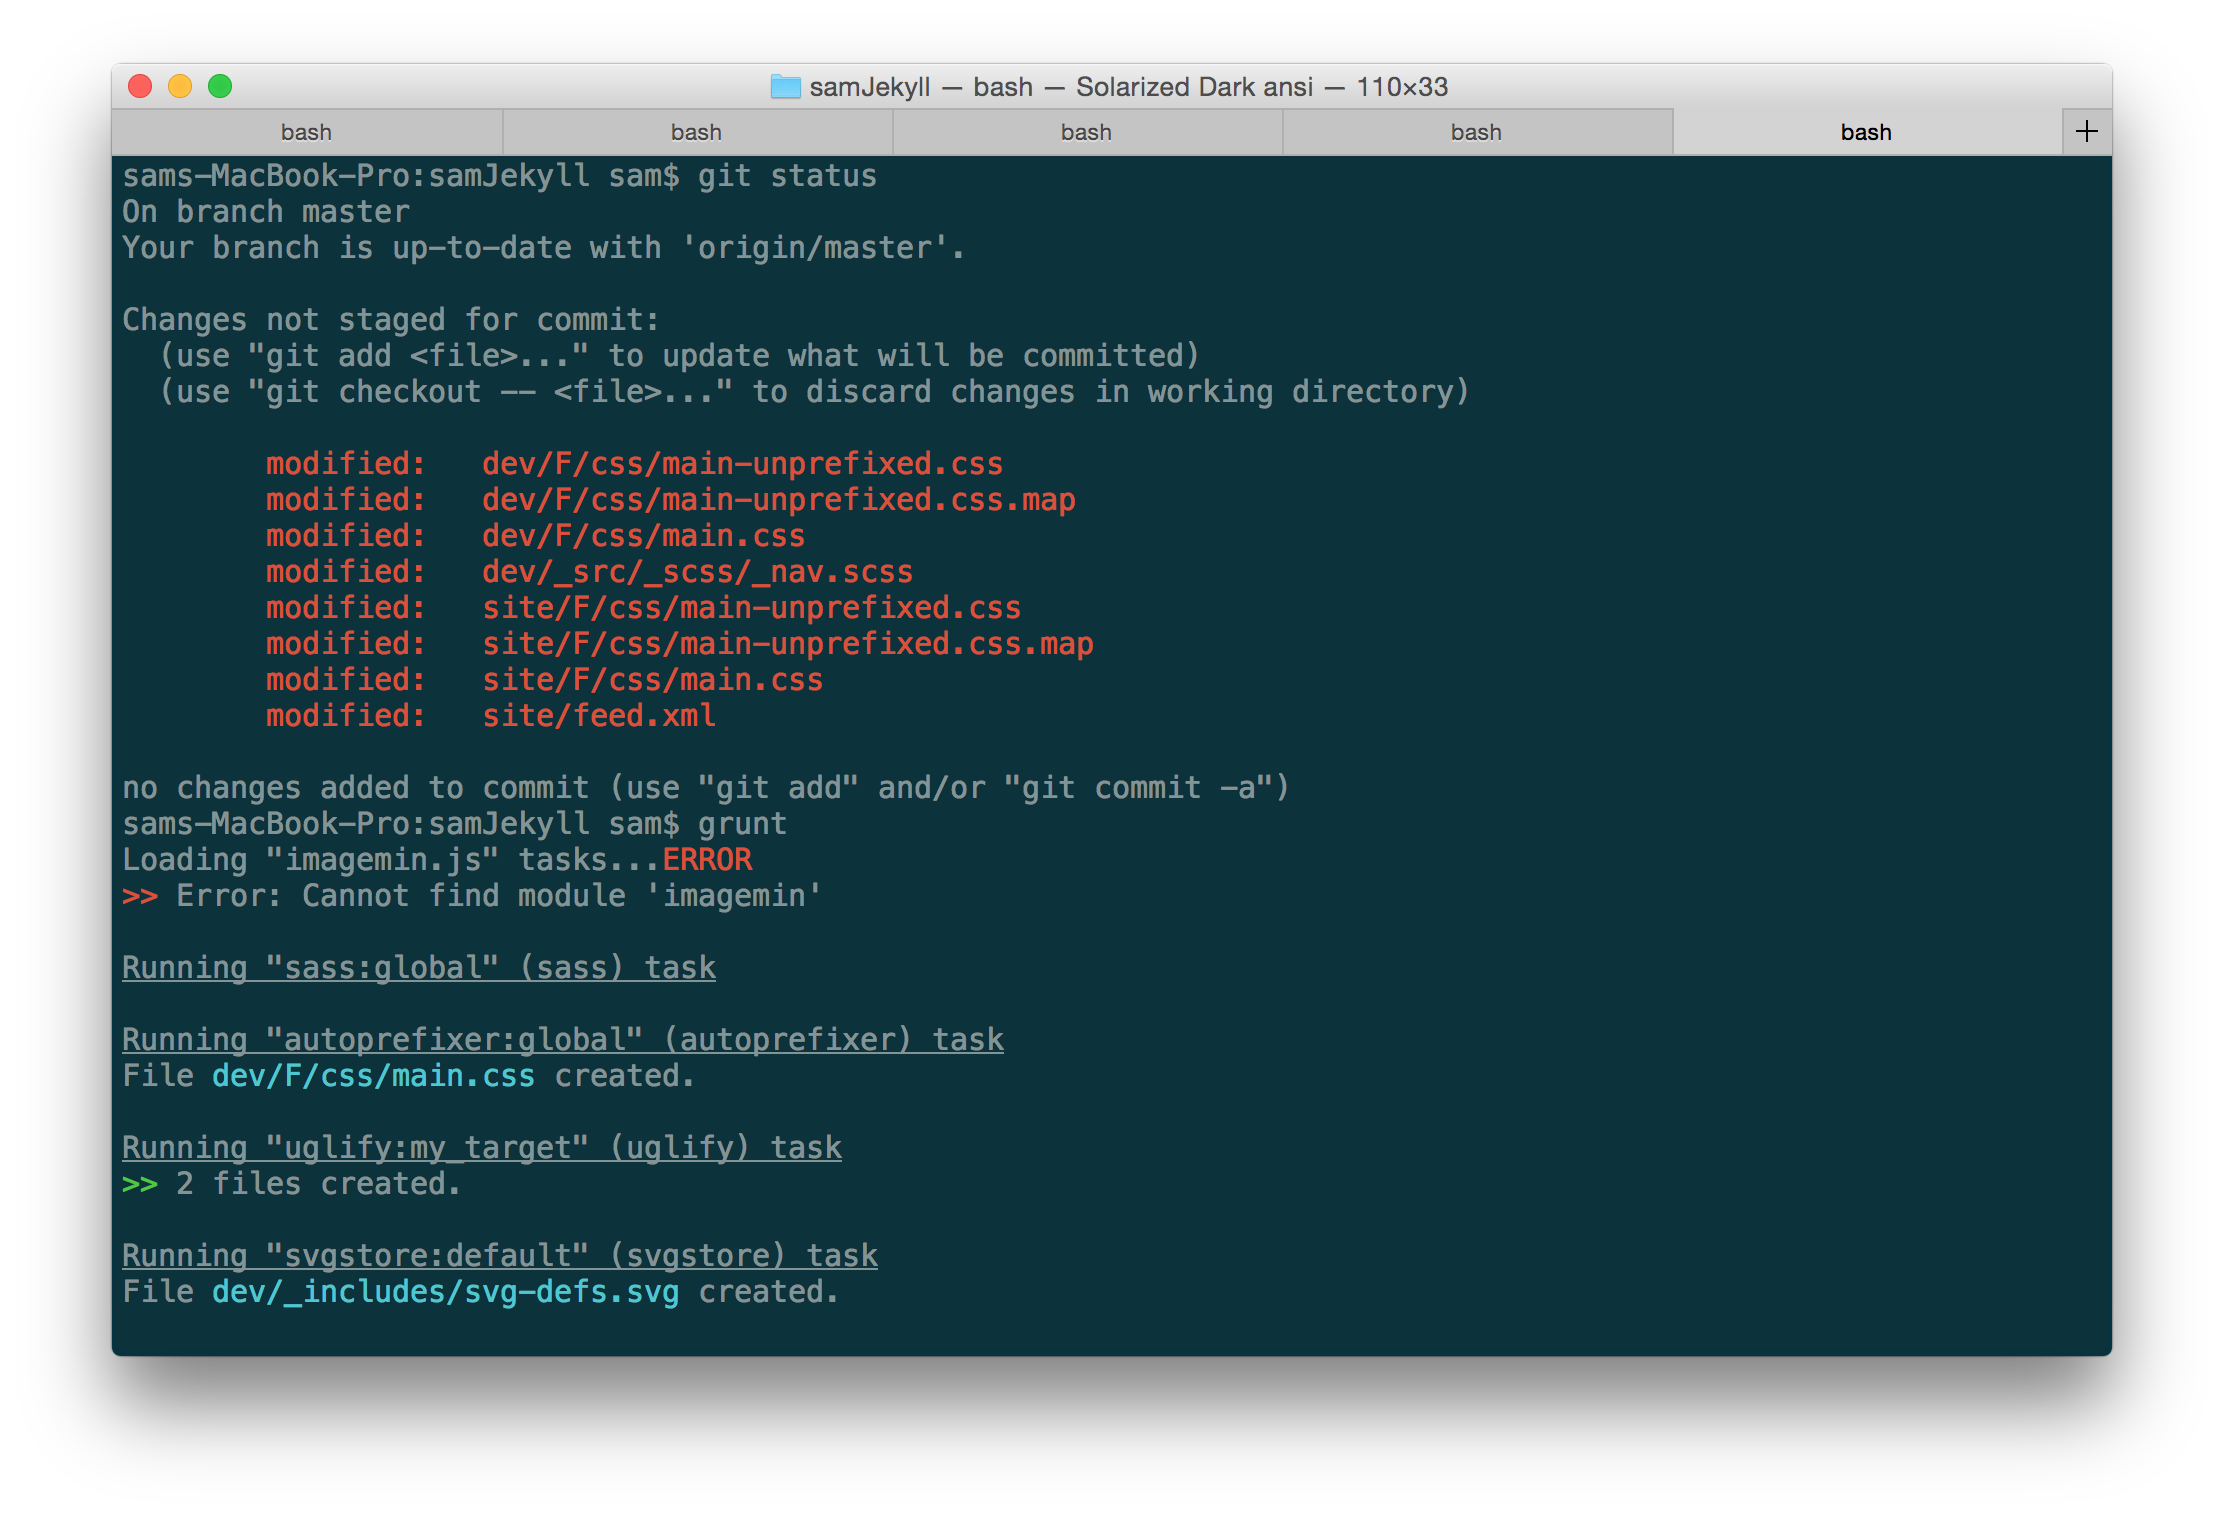 samJekyll — bash — Solarized Dark ansi — 110×33
bash bash bash bash bash +
sams-MacBook-Pro:samJekyll sam$ git status
On branch master
Your branch is up-to-date with 'origin/master'.
Changes not staged for commit:
  (use "git add <file>..." to update what will be committed)
  (use "git checkout -- <file>..." to discard changes in working directory)
        modified:   dev/F/css/main-unprefixed.css
        modified:   dev/F/css/main-unprefixed.css.map
        modified:   dev/F/css/main.css
        modified:   dev/_src/_scss/_nav.scss
        modified:   site/F/css/main-unprefixed.css
        modified:   site/F/css/main-unprefixed.css.map
        modified:   site/F/css/main.css
        modified:   site/feed.xml
no changes added to commit (use "git add" and/or "git commit -a")
sams-MacBook-Pro:samJekyll sam$ grunt
Loading "imagemin.js" tasks...ERROR
>> Error: Cannot find module 'imagemin'
Running "sass:global" (sass) task
Running "autoprefixer:global" (autoprefixer) task
File dev/F/css/main.css created.
Running "uglify:my_target" (uglify) task
>> 2 files created.
Running "svgstore:default" (svgstore) task
File dev/_includes/svg-defs.svg created.